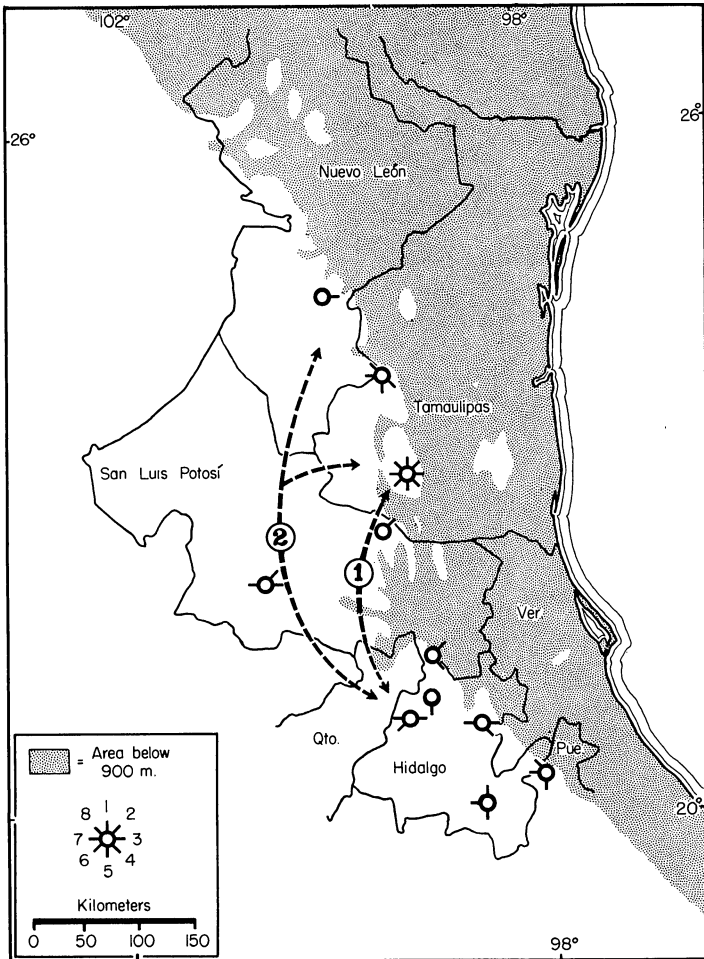 102°
98°
26°
26°
Nuevo León
Tamaulipas
San Luis Potosí
2
1
Ver.
Qto.
Hidalgo
Pue.
20°
98°
= Area below
900 m.
8 1 2
7 3
6 5 4
Kilometers
0 50 100 150